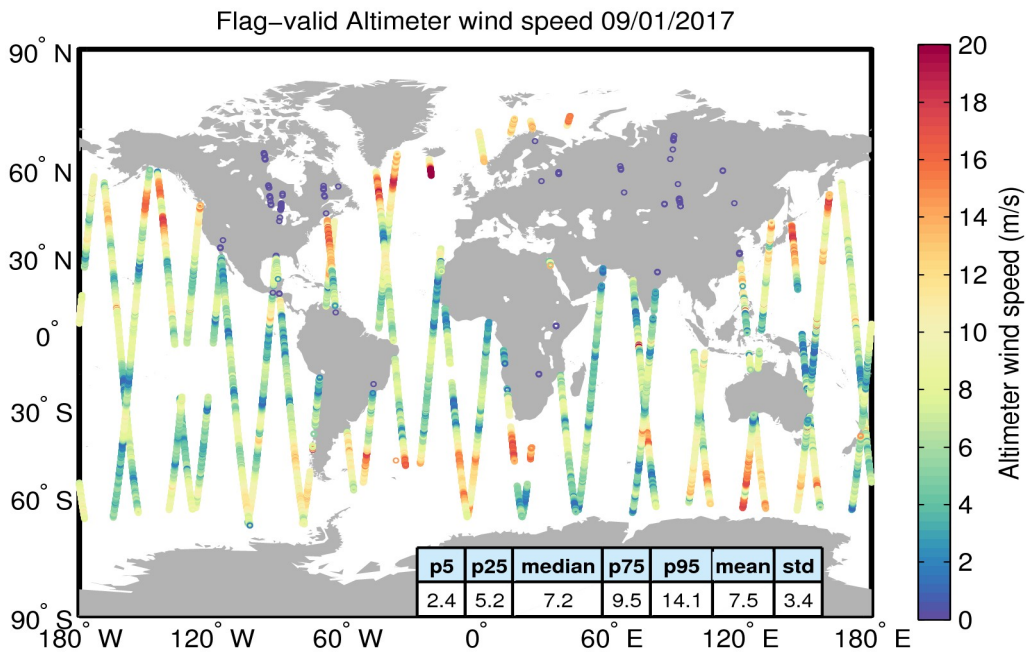 Flag−valid Altimeter wind speed 09/01/2017
90° N
60° N
30° N
0°
30° S
60° S
90° S
180° W
120° W
60° W
0°
60° E
120° E
180° E
p5 p25 median p75 p95 mean std
2.4 5.2 7.2 9.5 14.1 7.5 3.4
20
18
16
14
12
10
8
6
4
2
0
Altimeter wind speed (m/s)